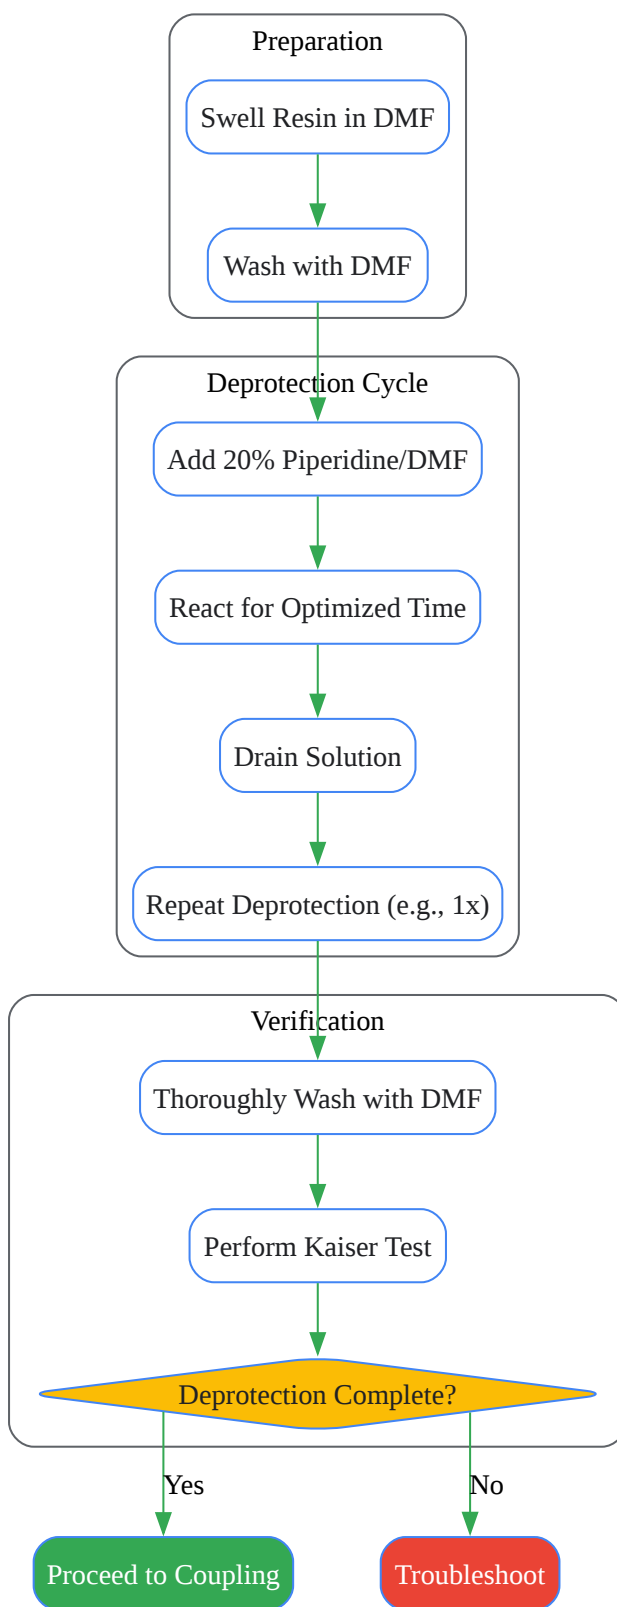 Preparation
Swell Resin in DMF
Wash with DMF
Deprotection Cycle
Add 20% Piperidine/DMF
React for Optimized Time
Drain Solution
Repeat Deprotection (e.g., 1x)
Verification
Thoroughly Wash with DMF
Perform Kaiser Test
Deprotection Complete?
Yes
No
Proceed to Coupling
Troubleshoot